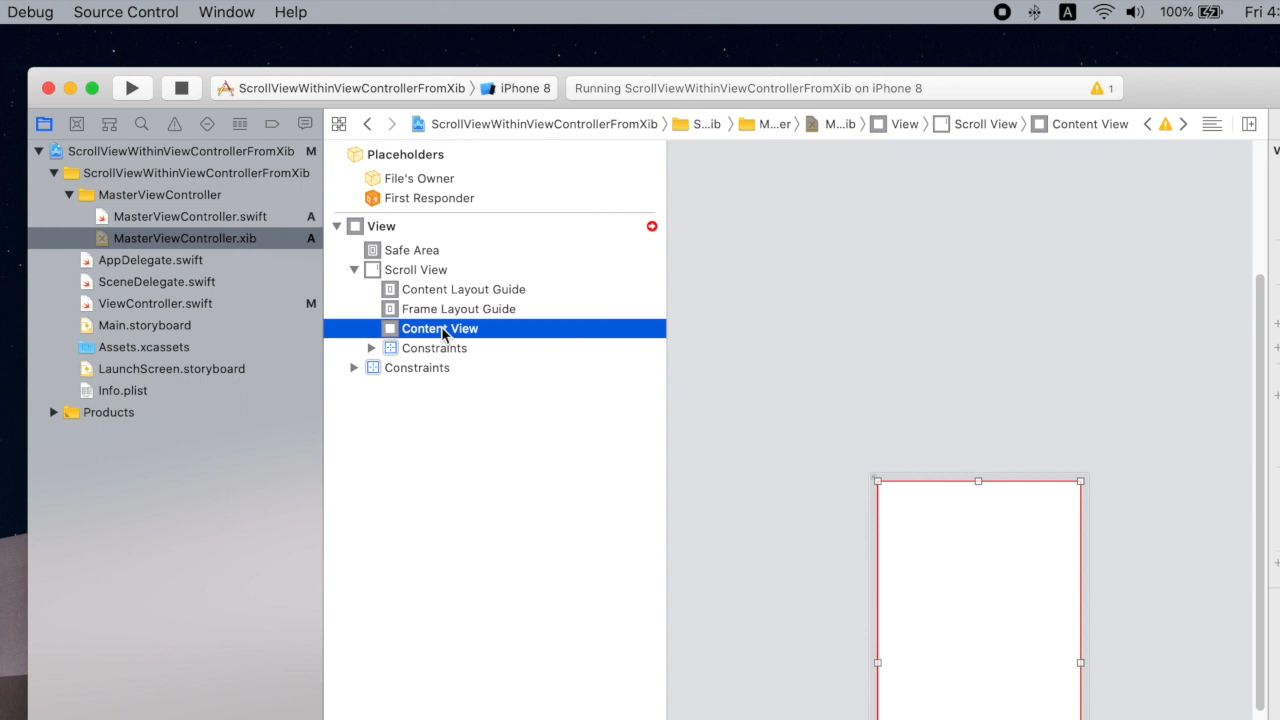 Debug Source Control Window Help A 100% Fri 4:
ScrollViewWithinViewControllerFromXib iPhone 8 Running ScrollViewWithinViewControllerFromXib on iPhone 8 1
ScrollViewWithinViewControllerFromXib S...ib M...er M...ib View Scroll View Content View
ScrollViewWithinViewControllerFromXib M
ScrollViewWithinViewControllerFromXib
MasterViewController
MasterViewController.swift A
MasterViewController.xib A
AppDelegate.swift
SceneDelegate.swift
ViewController.swift M
Main.storyboard
Assets.xcassets
LaunchScreen.storyboard
Info.plist
Products
Placeholders
File's Owner
First Responder
View
Safe Area
Scroll View
Content Layout Guide
Frame Layout Guide
Content View
Constraints
Constraints